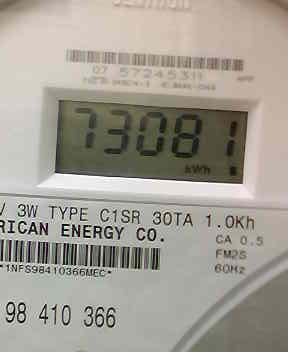 07 57245311
73081
kWh
V 3W TYPE C1SR 30TA 1.0Kh
RICAN ENERGY CO.
CA 0.5
FM2S
60Hz
*1NFS98410366MEC*
98 410 366